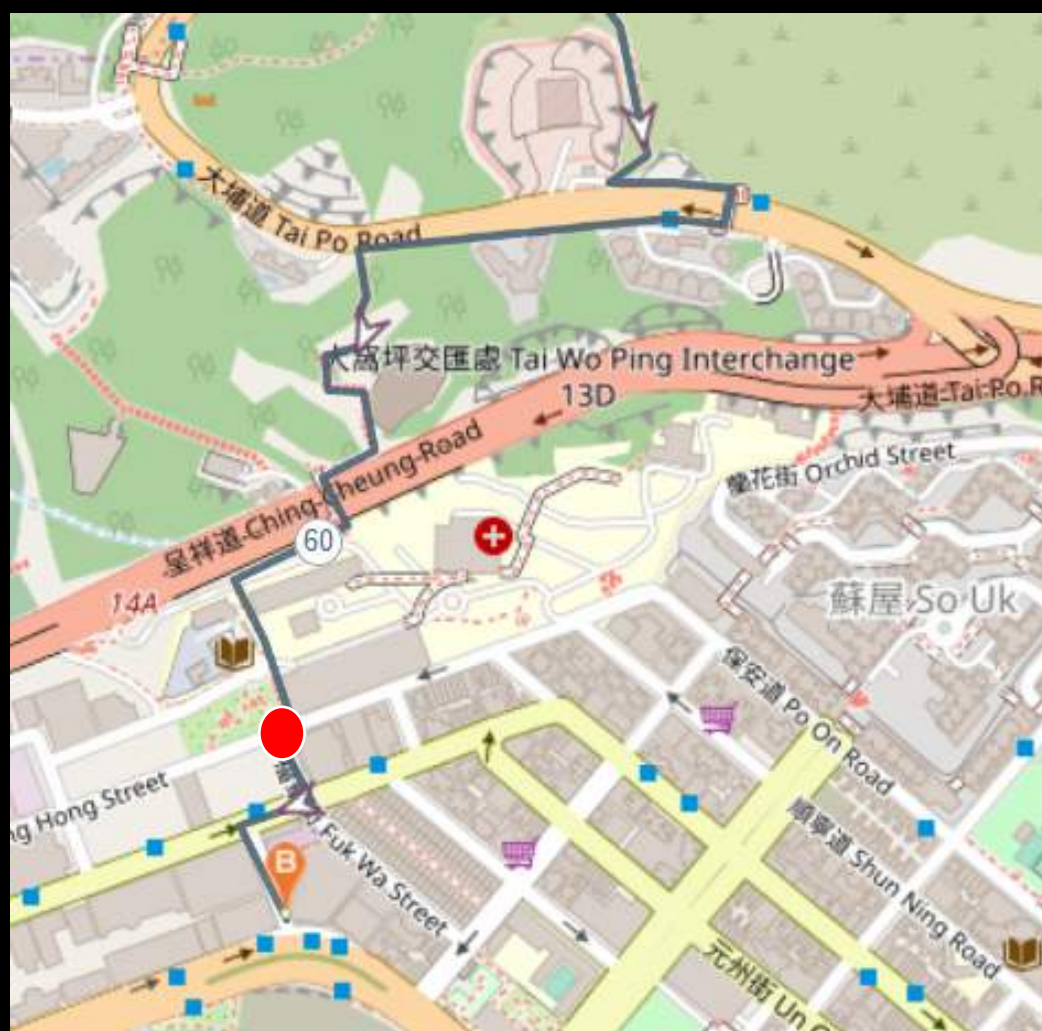 大埔道 Tai Po Road
大窩坪交匯處 Tai Wo Ping Interchange
13D
大埔道 Tai Po R
呈祥道 Ching Cheung Road
蘭花街 Orchid Street
60
14A
蘇屋 So Uk
保安道 Po On Road
ng Hong Street
Fuk Wa Street
順寧道 Shun Ning Road
B
元州街 Un